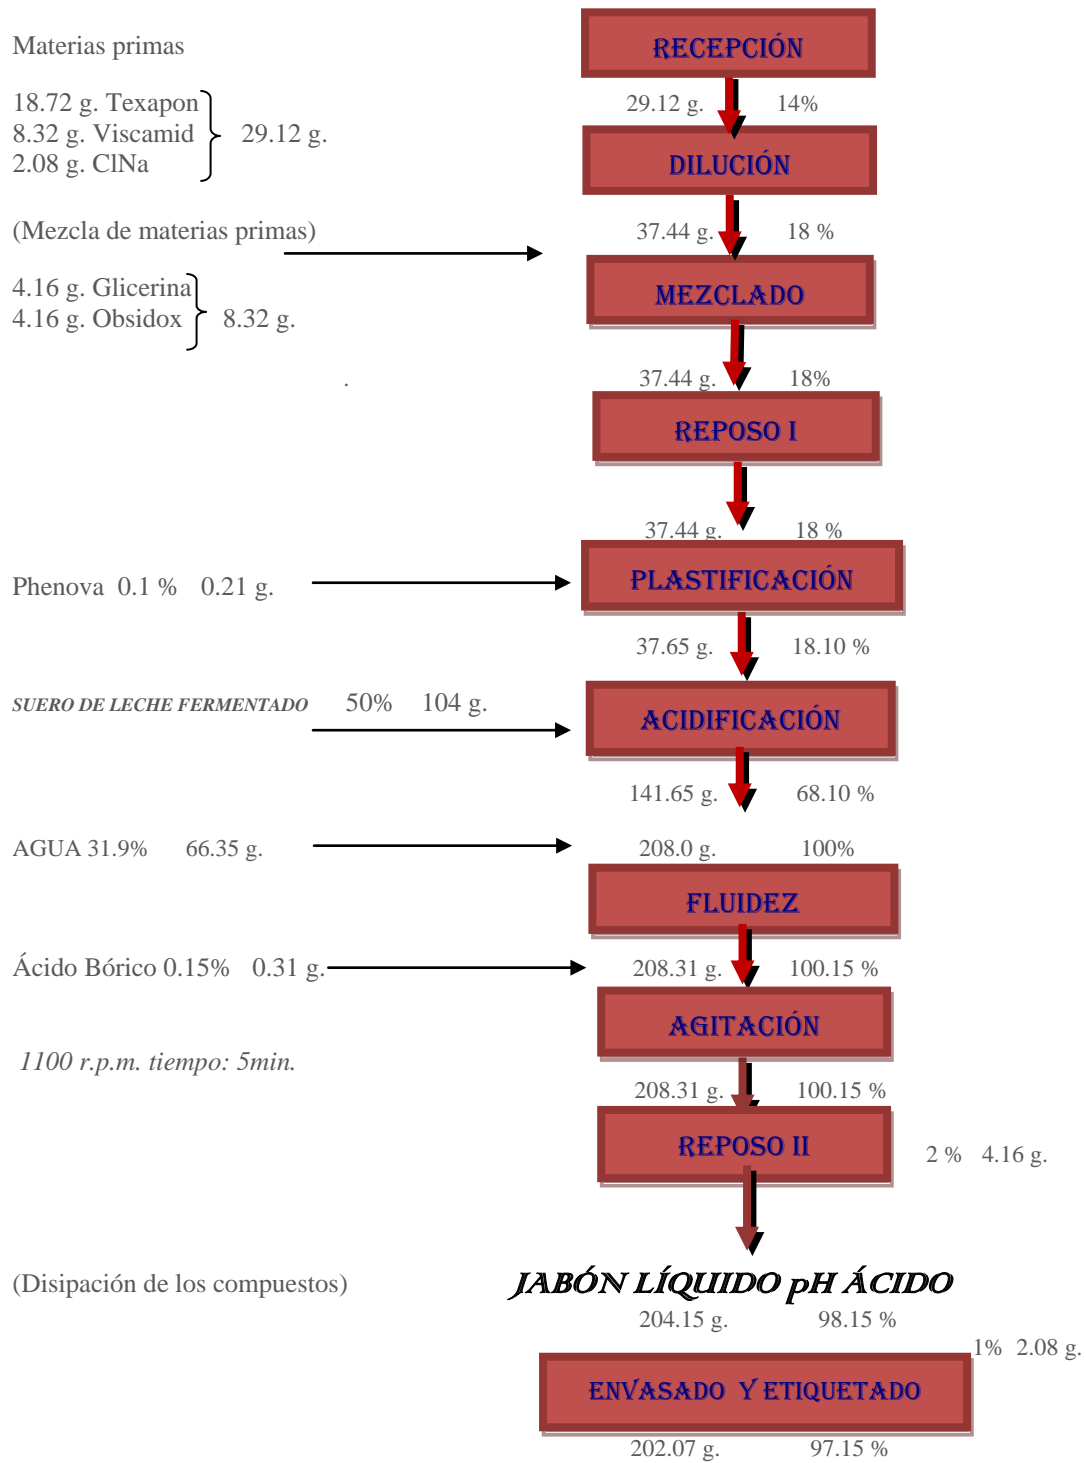 Materias primas
RECEPCIÓN
18.72 g. Texapon
8.32 g. Viscamid
2.08 g. ClNa
29.12 g.
29.12 g. 14%
DILUCIÓN
(Mezcla de materias primas)
37.44 g. 18 %
4.16 g. Glicerina
4.16 g. Obsidox
8.32 g.
MEZCLADO
.
37.44 g. 18%
REPOSO I
37.44 g. 18 %
Phenova 0.1 % 0.21 g.
PLASTIFICACIÓN
37.65 g. 18.10 %
SUERO DE LECHE FERMENTADO 50% 104 g.
ACIDIFICACIÓN
141.65 g. 68.10 %
AGUA 31.9% 66.35 g.
208.0 g. 100%
FLUIDEZ
Ácido Bórico 0.15% 0.31 g.
208.31 g. 100.15 %
AGITACIÓN
1100 r.p.m. tiempo: 5min.
208.31 g. 100.15 %
REPOSO II
2 % 4.16 g.
(Disipación de los compuestos)
JABÓN LÍQUIDO pH ÁCIDO
204.15 g. 98.15 %
1% 2.08 g.
ENVASADO Y ETIQUETADO
202.07 g. 97.15 %